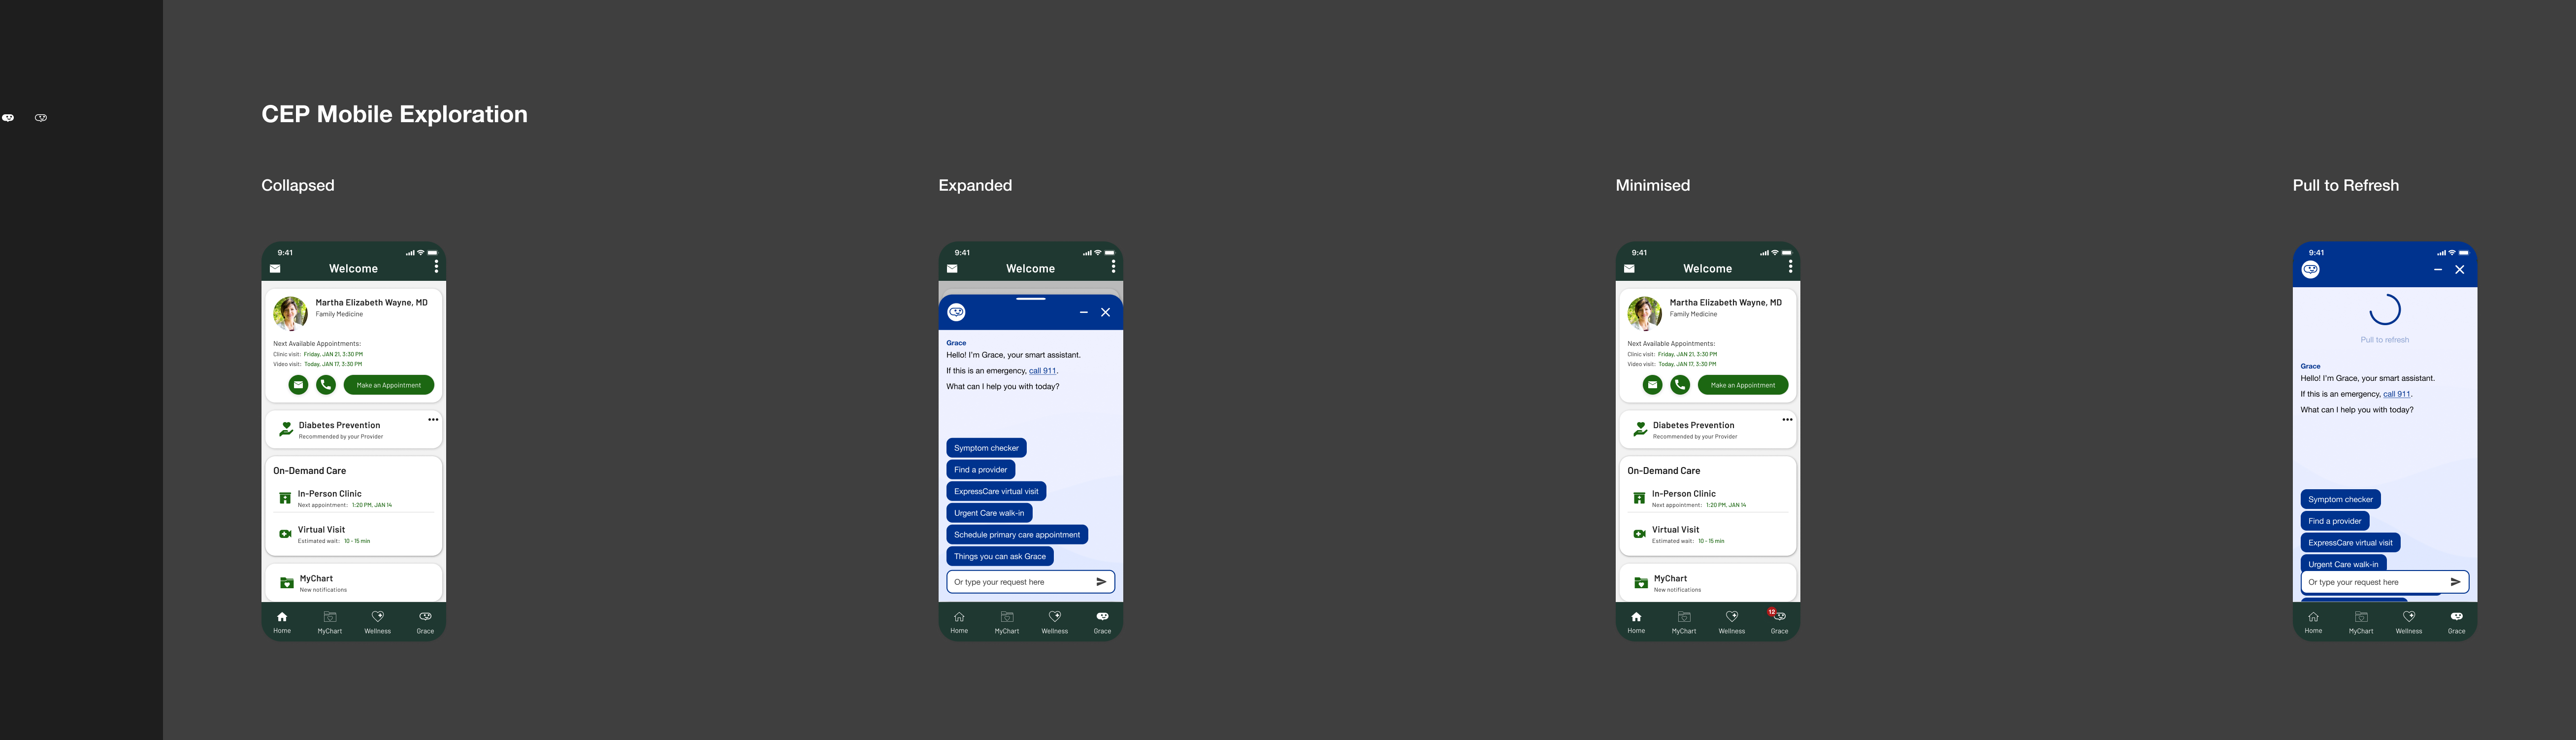 CEP Mobile Exploration
Collapsed
9:41
Welcome
Martha Elizabeth Wayne, MD
Family Medicine
Next Available Appointments:
Clinic visit: Friday, JAN 21, 3:30 PM
Video visit: Today, JAN 17, 3:30 PM
Make an Appointment
Diabetes Prevention
Recommended by your Provider
On-Demand Care
In-Person Clinic
Next appointment: 1:20 PM, JAN 14
Virtual Visit
Estimated wait: 10 - 15 min
MyChart
New notifications
Home MyChart Wellness Grace
Expanded
9:41
Welcome
Grace
Hello! I'm Grace, your smart assistant.
If this is an emergency, call 911.
What can I help you with today?
Symptom checker
Find a provider
ExpressCare virtual visit
Urgent Care walk-in
Schedule primary care appointment
Things you can ask Grace
Or type your request here
Home MyChart Wellness Grace
Minimised
9:41
Welcome
Martha Elizabeth Wayne, MD
Family Medicine
Next Available Appointments:
Clinic visit: Friday, JAN 21, 3:30 PM
Video visit: Today, JAN 17, 3:30 PM
Make an Appointment
Diabetes Prevention
Recommended by your Provider
On-Demand Care
In-Person Clinic
Next appointment: 1:20 PM, JAN 14
Virtual Visit
Estimated wait: 10 - 15 min
MyChart
New notifications
12
Home MyChart Wellness Grace
Pull to Refresh
9:41
Pull to refresh
Grace
Hello! I'm Grace, your smart assistant.
If this is an emergency, call 911.
What can I help you with today?
Symptom checker
Find a provider
ExpressCare virtual visit
Urgent Care walk-in
Or type your request here
Home MyChart Wellness Grace